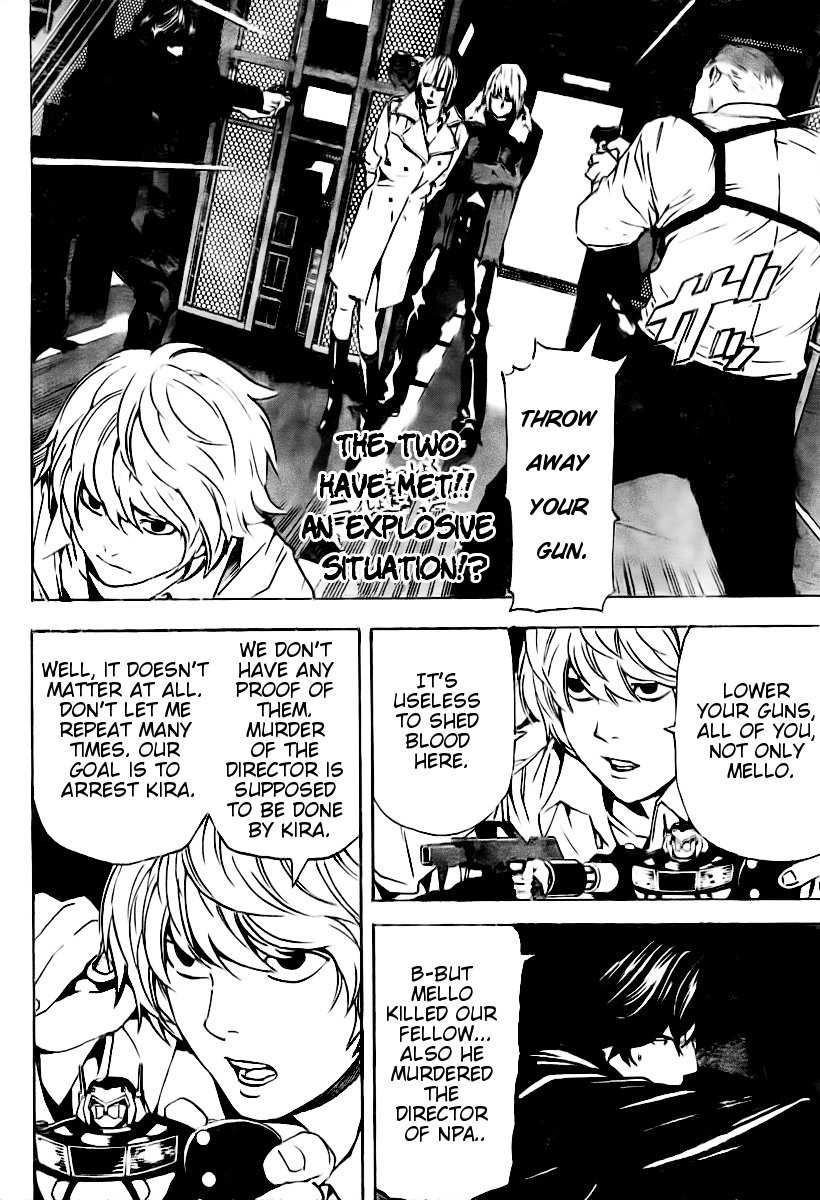 ザザッ
THROW
AWAY
YOUR
GUN.
THE TWO
HAVE MET!!
AN EXPLOSIVE
SITUATION!?
LOWER
YOUR GUNS,
ALL OF YOU,
NOT ONLY
MELLO.
IT'S
USELESS
TO SHED
BLOOD
HERE.
B-BUT
MELLO
KILLED OUR
FELLOW...
ALSO HE
MURDERED
THE
DIRECTOR
OF NPA..
WE DON'T
HAVE ANY
PROOF OF
THEM.
MURDER
OF THE
DIRECTOR IS
SUPPOSED
TO BE DONE
BY KIRA.
WELL, IT DOESN'T
MATTER AT ALL.
DON'T LET ME
REPEAT MANY
TIMES. OUR
GOAL IS TO
ARREST KIRA.